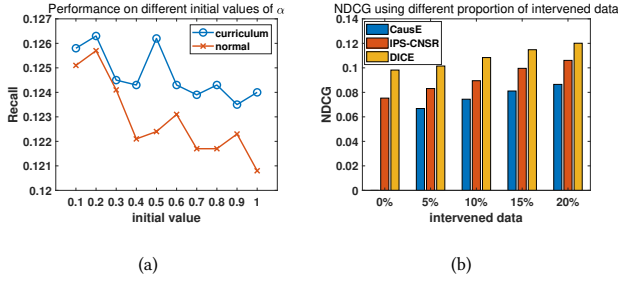 Performance on different initial values of α
0.127
0.126
0.125
0.124
0.123
0.122
0.121
0.12
Recall
curriculum
normal
0.1 0.2 0.3 0.4 0.5 0.6 0.7 0.8 0.9 1
initial value
(a)
NDCG using different proportion of intervened data
0.14
0.12
0.1
0.08
0.06
0.04
0.02
0
NDCG
CausE
IPS-CNSR
DICE
0% 5% 10% 15% 20%
intervened data
(b)